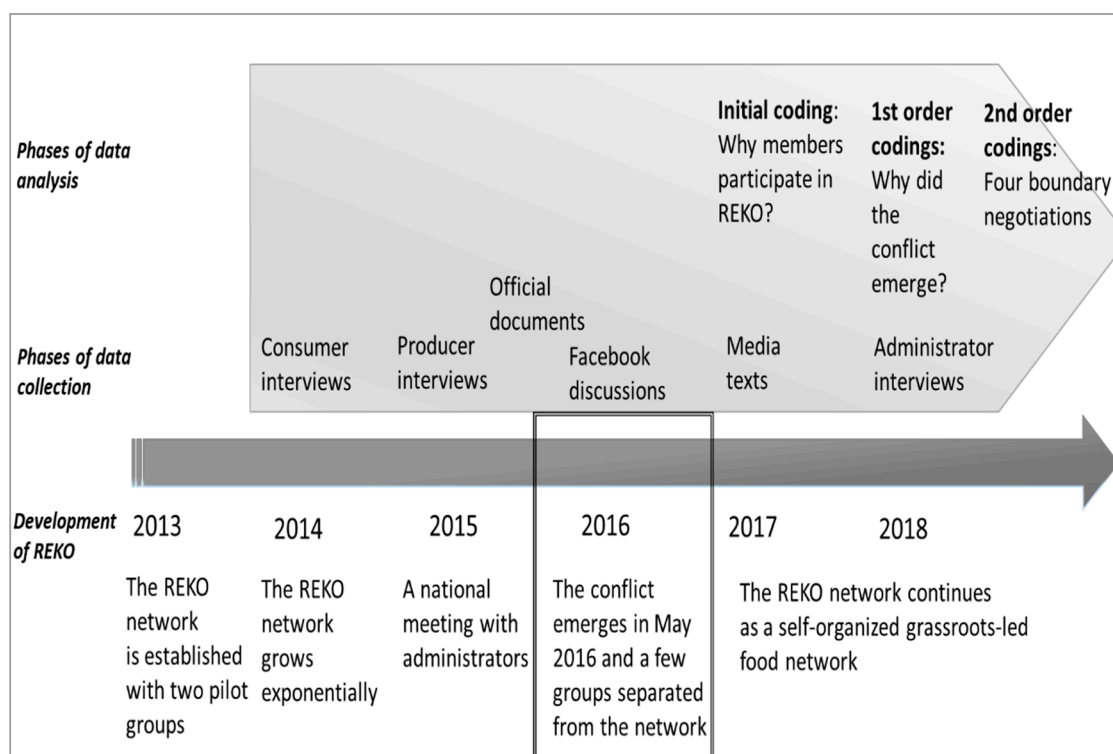 Phases of data
analysis
Initial coding:
Why members
participate in
REKO?
1st order
codings:
Why did
the
conflict
emerge?
2nd order
codings:
Four boundary
negotiations
Phases of data
collection
Consumer
interviews
Producer
interviews
Official
documents
Facebook
discussions
Media
texts
Administrator
interviews
Development
of REKO
2013
The REKO
network
is established
with two pilot
groups
2014
The REKO
network
grows
exponentially
2015
A national
meeting with
administrators
2016
The conflict
emerges in May
2016 and a few
groups separated
from the network
2017
2018
The REKO network continues
as a self-organized grassroots-led
food network